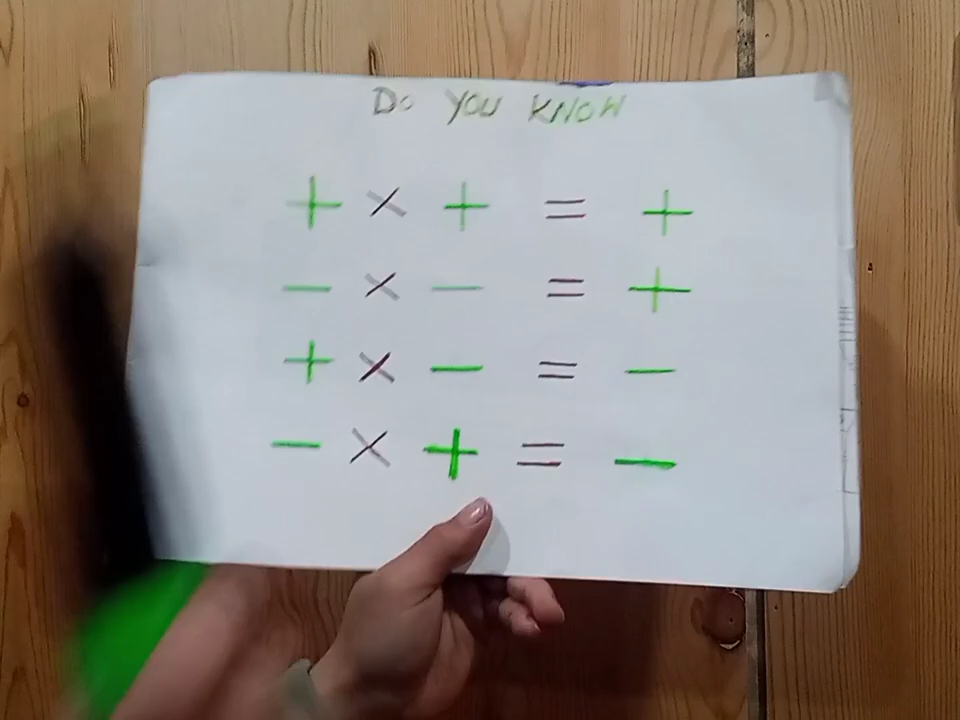 Do YOU KNOW
+ × + = +
- × - = +
+ × - = -
- × + = -